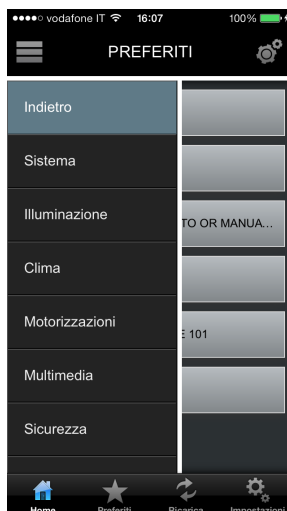 vodafone IT 16:07 100%
PREFERITI
Indietro
Sistema
Illuminazione
TO OR MANUA...
Clima
Motorizzazioni
E 101
Multimedia
Sicurezza
Home Preferiti Ricarica Impostazioni